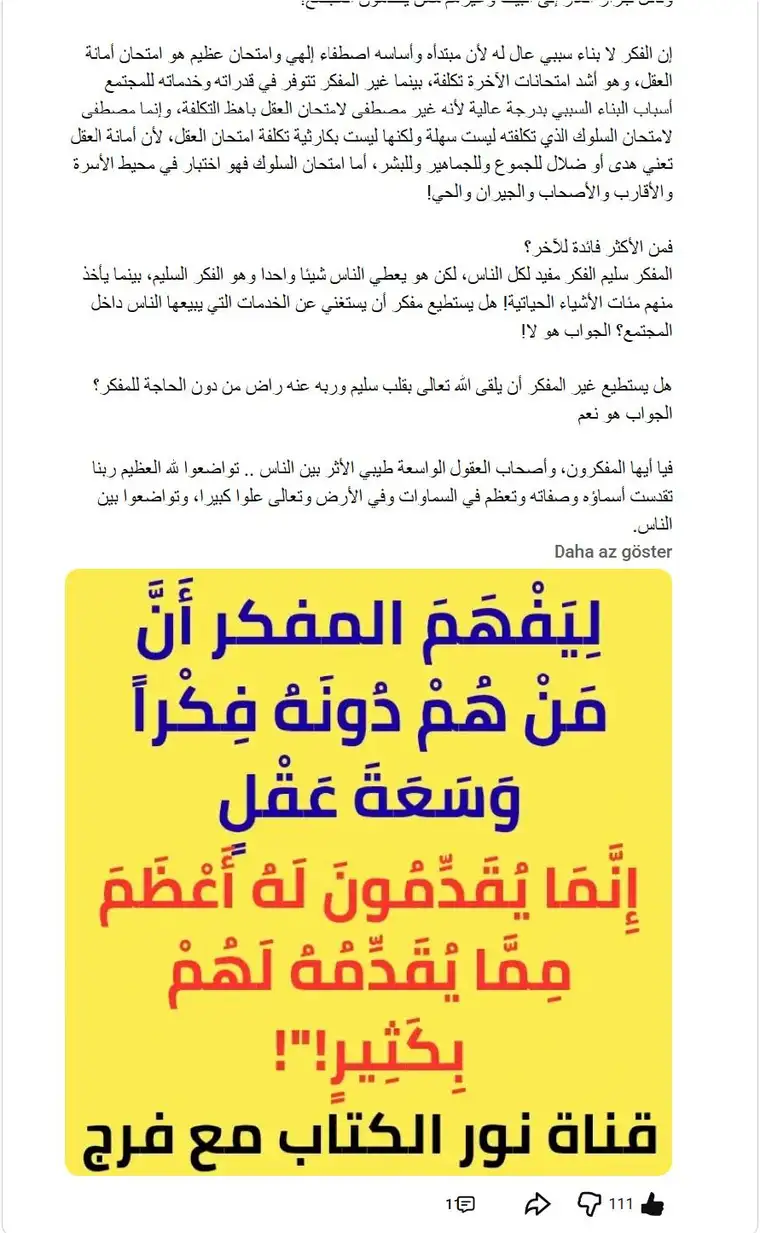 إن الفكر لا بناء سببي عال له لأن مبتدأه وأساسه اصطفاء إلهي وامتحان عظيم هو امتحان أمانة
العقل، وهو أشد امتحانات الآخرة تكلفة، بينما غير المفكر تتوفر في قدراته وخدماته للمجتمع
أسباب البناء السببي بدرجة عالية لأنه غير مصطفى لامتحان العقل باهظ التكلفة، وإنما مصطفى
لامتحان السلوك الذي تكلفته ليست سهلة ولكنها ليست بكارثية تكلفة امتحان العقل، لأن أمانة العقل
تعني هدى أو ضلال للجموع وللجماهير وللبشر، أما امتحان السلوك فهو اختبار في محيط الأسرة
والأقارب والأصحاب والجيران والحي!
فمن الأكثر فائدة للآخر؟
المفكر سليم الفكر مفيد لكل الناس، لكن هو يعطي الناس شيئا واحدا وهو الفكر السليم، بينما يأخذ
منهم مئات الأشياء الحياتية! هل يستطيع مفكر أن يستغني عن الخدمات التي يبيعها الناس داخل
المجتمع؟ الجواب هو لا!
هل يستطيع غير المفكر أن يلقى الله تعالى بقلب سليم وربه عنه راض من دون الحاجة للمفكر؟
الجواب هو نعم
فيا أيها المفكرون، وأصحاب العقول الواسعة طيبي الأثر بين الناس .. تواضعوا لله العظيم ربنا
تقدست أسماؤه وصفاته وتعظم في السماوات وفي الأرض وتعالى علوا كبيرا، وتواضعوا بين
الناس.
Daha az göster
لِيَفْهَمَ المفكر أَنَّ
مَنْ هُمْ دُونَهُ فِكْراً
وَسَعَةَ عَقْلٍ
إِنَّمَا يُقَدِّمُونَ لَهُ أَعْظَمَ
مِمَّا يُقَدِّمُهُ لَهُمْ
بِكَثِيرٍ!"!
قناة نور الكتاب مع فرج
111
11